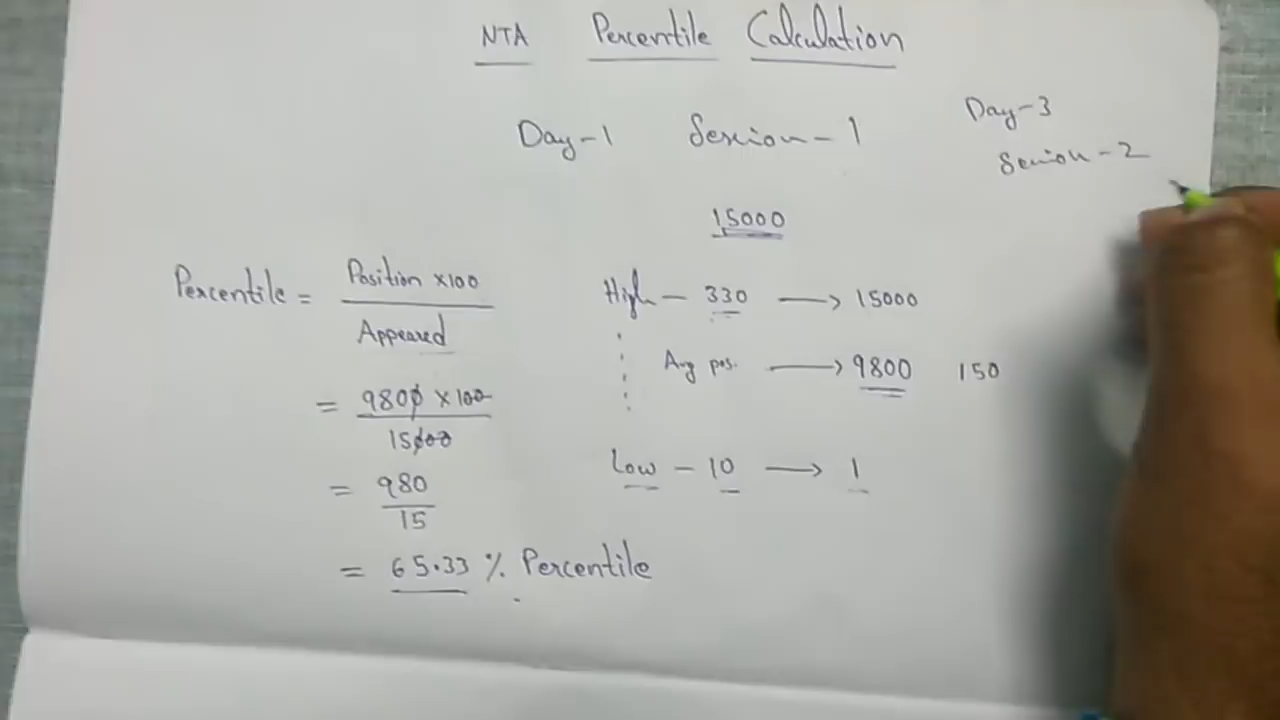 NTA Percentile Calculation
Day-1 Session-1
Day-3
Session-2
15000
Percentile = Position x100
Appeared
= 9800 x100
15000
= 980
15
= 65.33 % Percentile
High - 330 → 15000
Avg pos. → 9800 150
Low - 10 → 1